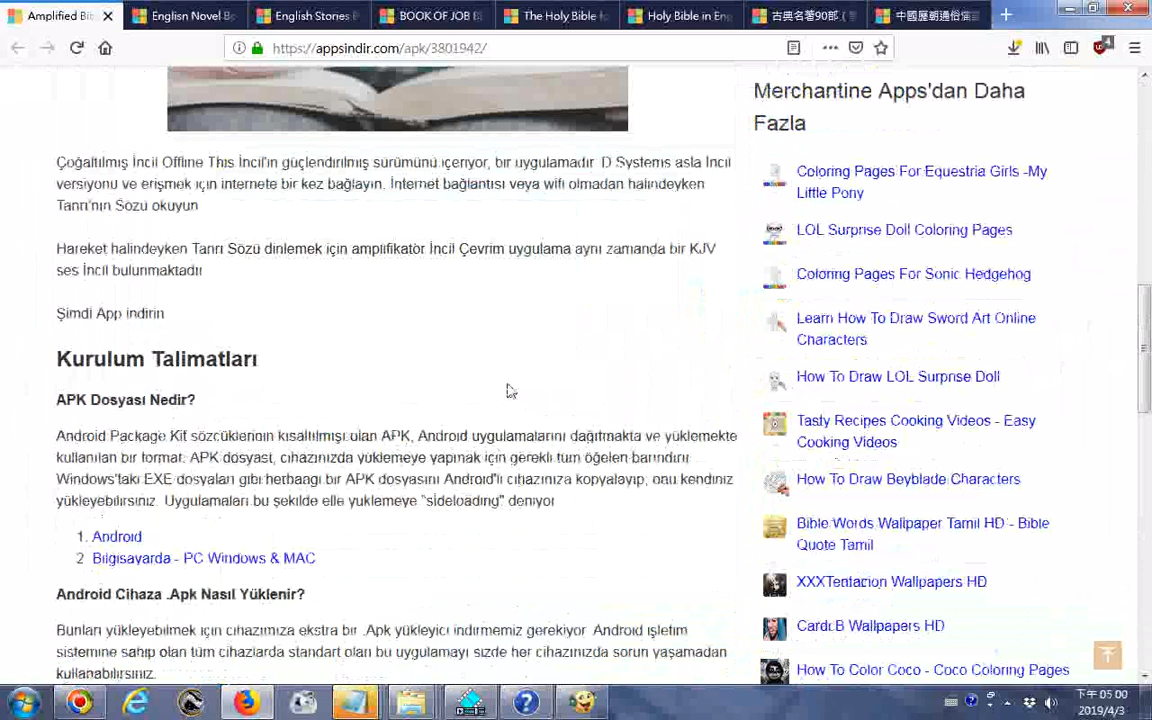 Amplified Bi
Englisn Novel Bo
English Stories
BOOK OF JOB
The Holy Bible
Holy Bible in Eng
古典名著90部
中國歷朝通俗演
https://appsindir.com/apk/3801942/
4
Çoğaltılmış İncil Offline This İncil'ın güçlendirilmiş sürümünü içeriyor, bir uygulamadır D Systems asla İncil
versiyonu ve erişmek için internete bir kez bağlayın. İnternet bağlantısı veya wifi olmadan halindeyken
Tanrı'nın Sözü okuyun
Hareket halindeyken Tanrı Sözü dinlemek için amplifikatör İncil Çevrim uygulama aynı zamanda bir KJV
ses İncil bulunmaktadır
Şimdi App indirin
Kurulum Talimatları
APK Dosyası Nedir?
Android Package Kit sözcüklerinin kısaltılmışı olan APK, Android uygulamalarını dağıtmakta ve yüklemekte
kullanılan bir format. APK dosyası, cihazınızda yüklemeye yapınak için gerekli tüm öğeleri barındırır
Windows'taki EXE dosyaları gibi herhangi bir APK dosyasını Android'li cihazınıza kopyalayıp, onu kendiniz
yükleyebilirsiniz. Uygulamaları bu şekilde elle yüklemeye "sideloading" deniyor
1. Android
2 Bilgisayarda - PC Windows & MAC
Android Cihaza .Apk Nasıl Yüklenir?
Bunları yükleyebilmek için cihazımıza ekstra bir .Apk yükleyici indirmemiz gerekiyor Android işletim
sistemine sahip olan tüm cihazlarda standart olan bu uygulamayı sizde her cihazınızda sorun yaşamadan
kullanabilirsiniz.
Merchantine Apps'dan Daha
Fazla
Coloring Pages For Equestria Girls -My
Little Pony
LOL Surprise Doll Coloring Pages
Coloring Pages For Sonic Hedgehog
Learn How To Draw Sword Art Online
Characters
How To Draw LOL Surprise Doll
Tasty Recipes Cooking Videos - Easy
Cooking Videos
How To Draw Beyblade Characters
Bible Words Wallpaper Tamil HD - Bible
Quote Tamil
XXXTentacion Wallpapers HD
Cardi B Wallpapers HD
How To Color Coco - Coco Coloring Pages
下午 05:00
2019/4/3